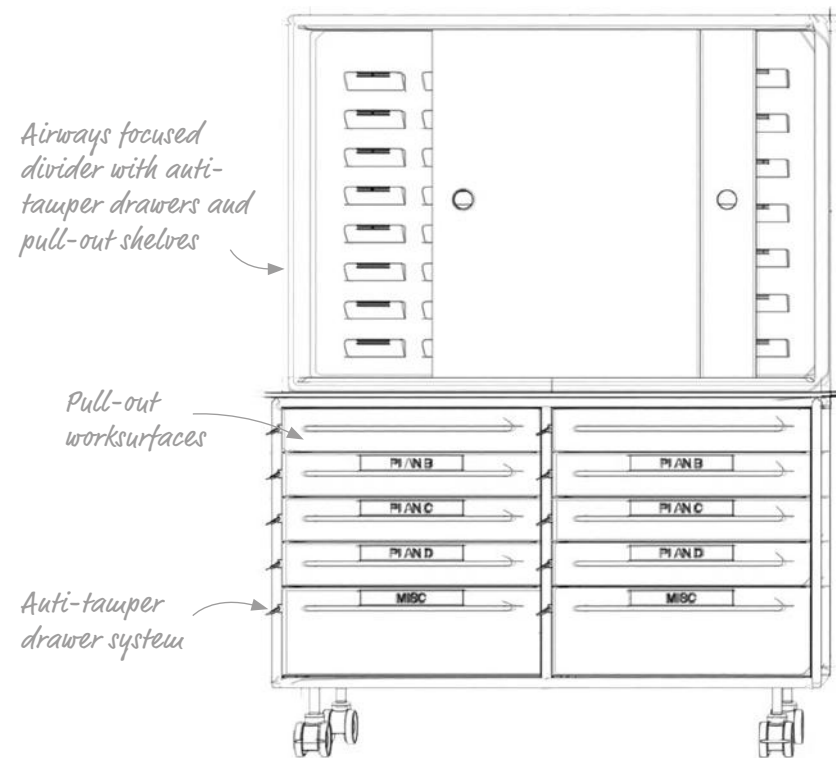 Airways focused
divider with anti-
tamper drawers and
pull-out shelves
Pull-out
worksurfaces
PLAN B
PLAN B
PLAN C
PLAN C
PLAN D
PLAN D
MISC
MISC
Anti-tamper
drawer system